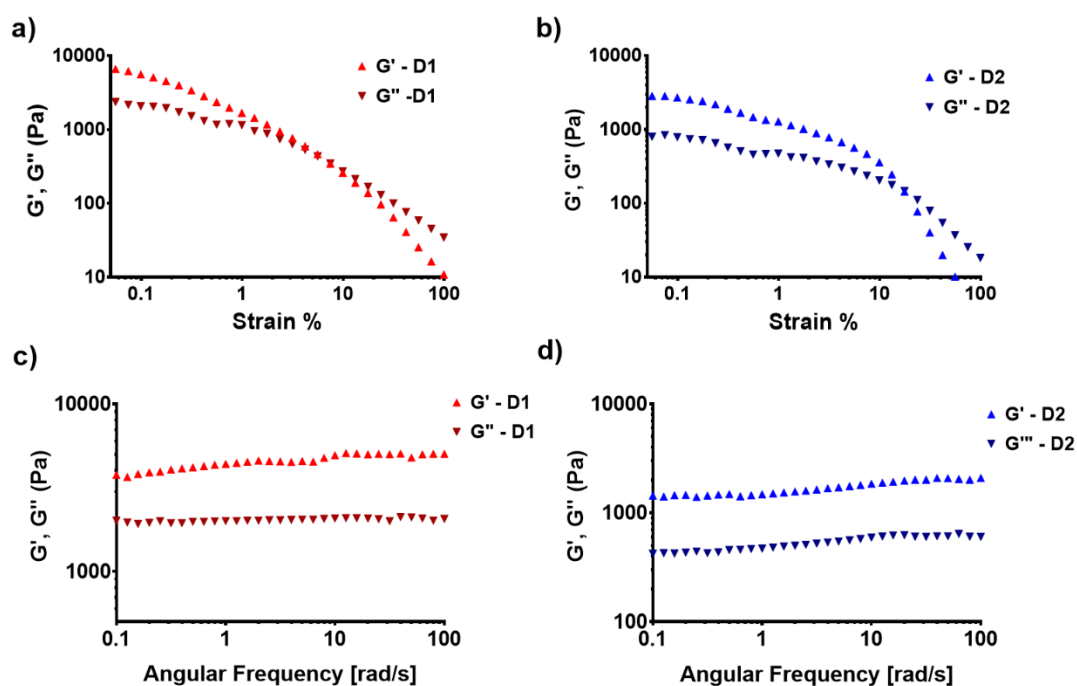 a)
G', G" (Pa)
10000
1000
100
10
0.1 1 10 100
Strain %
G' - D1
G" -D1
b)
G', G" (Pa)
10000
1000
100
10
0.1 1 10 100
Strain %
G' - D2
G" - D2
c)
G', G" (Pa)
10000
1000
0.1 1 10 100
Angular Frequency [rad/s]
G' - D1
G" - D1
d)
G', G" (Pa)
10000
1000
100
0.1 1 10 100
Angular Frequency [rad/s]
G' - D2
G"' - D2